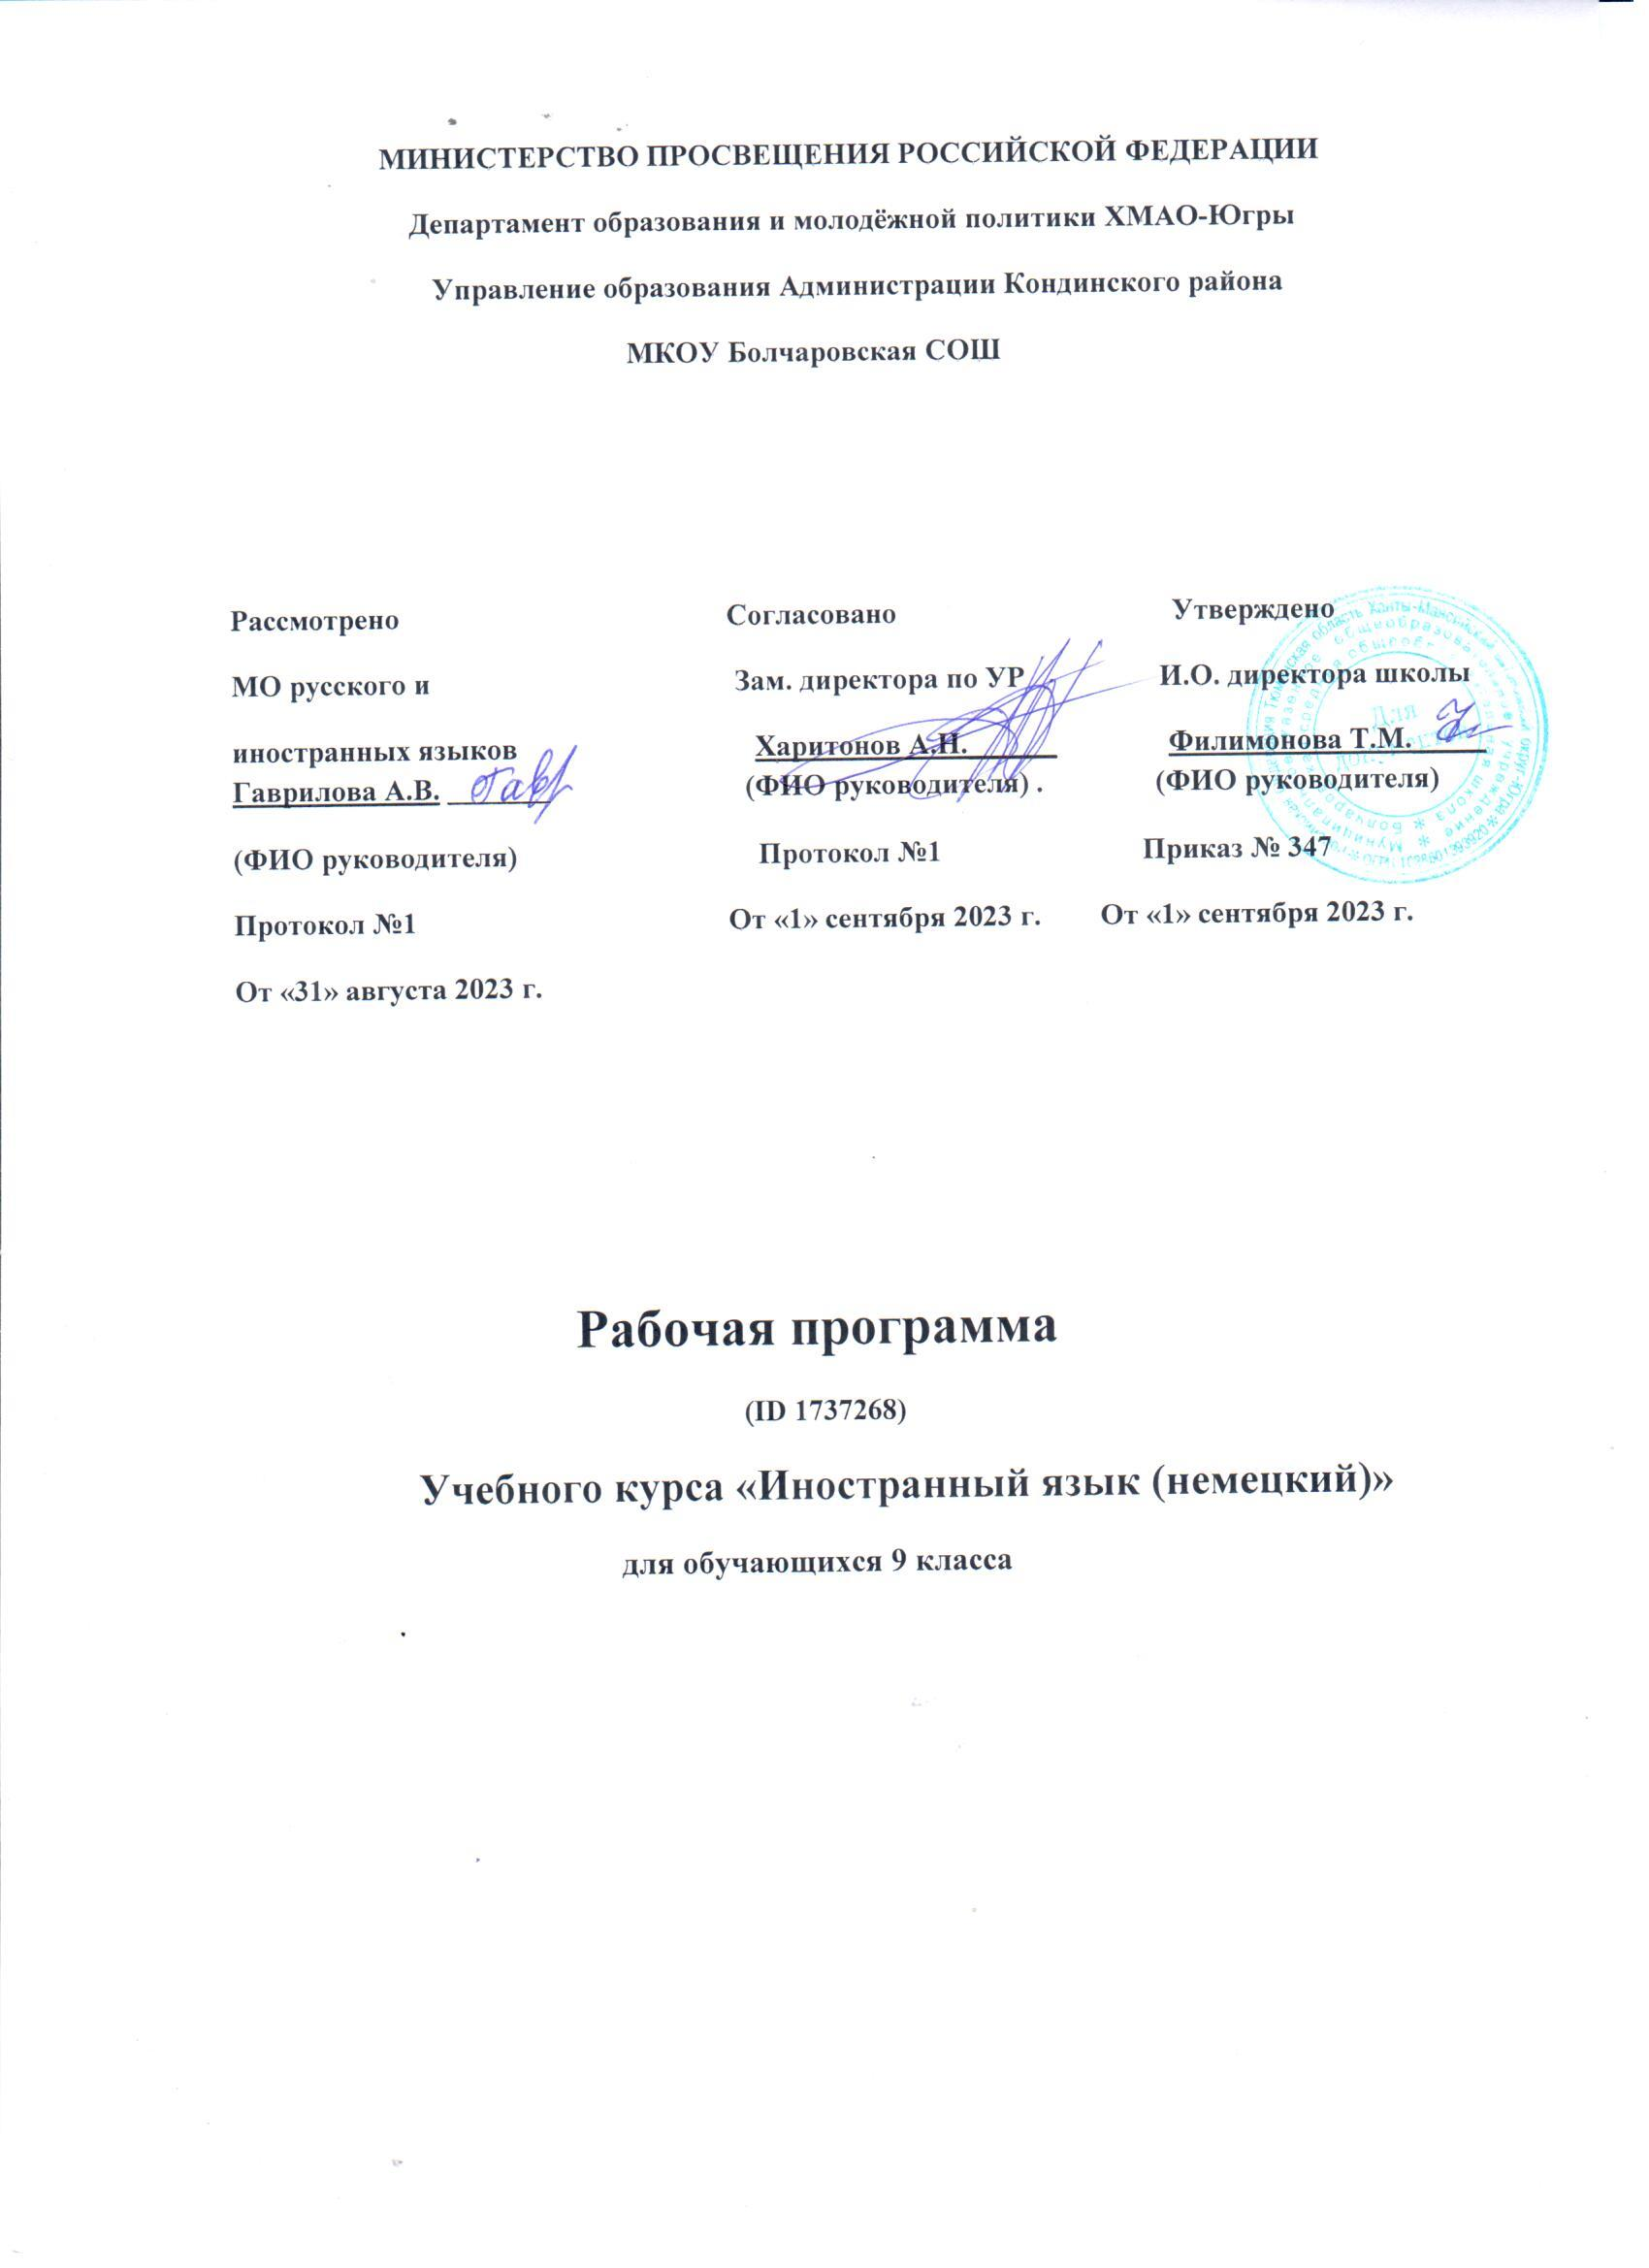 МИНИСТЕРСТВО ПРОСВЕЩЕНИЯ РОССИЙСКОЙ ФЕДЕРАЦИИ
Департамент образования и молодёжной политики ХМАО-Югры
Управление образования Администрации Кондинского района
МКОУ Болчаровская СОШ
Рассмотрено
МО русского и
иностранных языков
Гаврилова А.В. _______
(ФИО руководителя)
Протокол №1
От «31» августа 2023 г.
Согласовано
Зам. директора по УР
Харитонов А.Н.
(ФИО руководителя) .
Протокол №1
От «1» сентября 2023 г.
Утверждено
И.О. директора школы
Филимонова Т.М.
(ФИО руководителя)
Приказ № 347
От «1» сентября 2023 г.
Для
Рабочая программа
(ID 1737268)
Учебного курса «Иностранный язык (немецкий)»
для обучающихся 9 класса